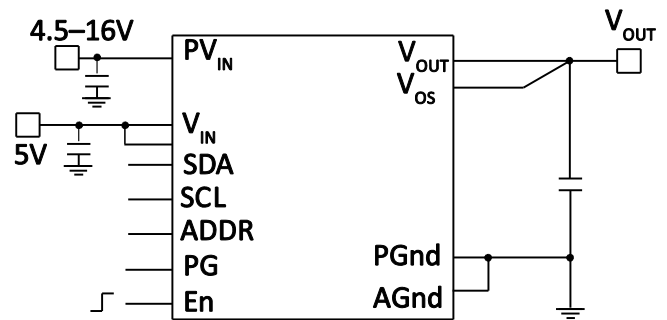 4.5–16V
PVIN
VIN
5V
SDA
SCL
ADDR
PG
En
VOUT
VOS
PGnd
AGnd
VOUT